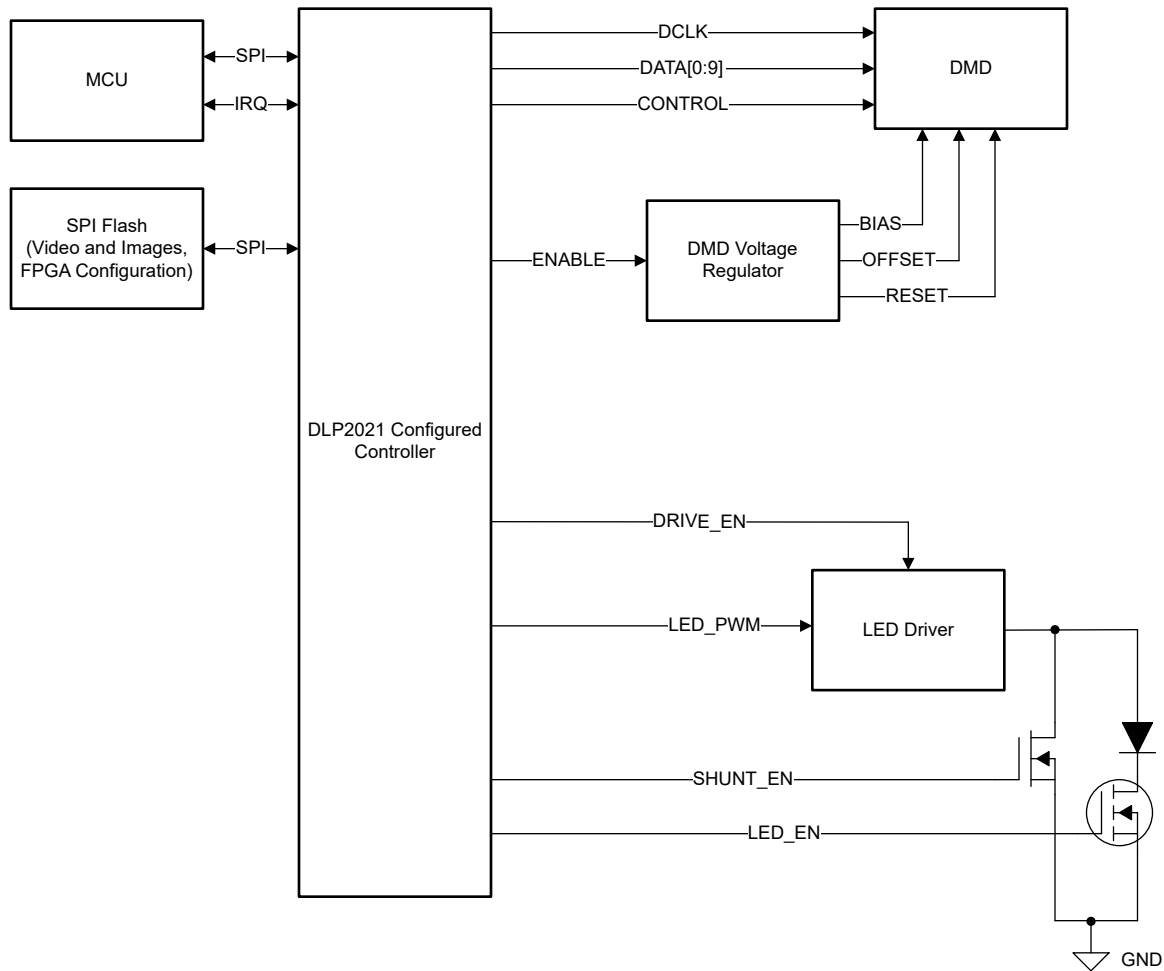 MCU
SPI
IRQ
SPI Flash
(Video and Images,
FPGA Configuration)
SPI
DLP2021 Configured
Controller
DCLK
DATA[0:9]
CONTROL
DMD
ENABLE
DMD Voltage
Regulator
BIAS
OFFSET
RESET
DRIVE_EN
LED_PWM
LED Driver
SHUNT_EN
LED_EN
GND